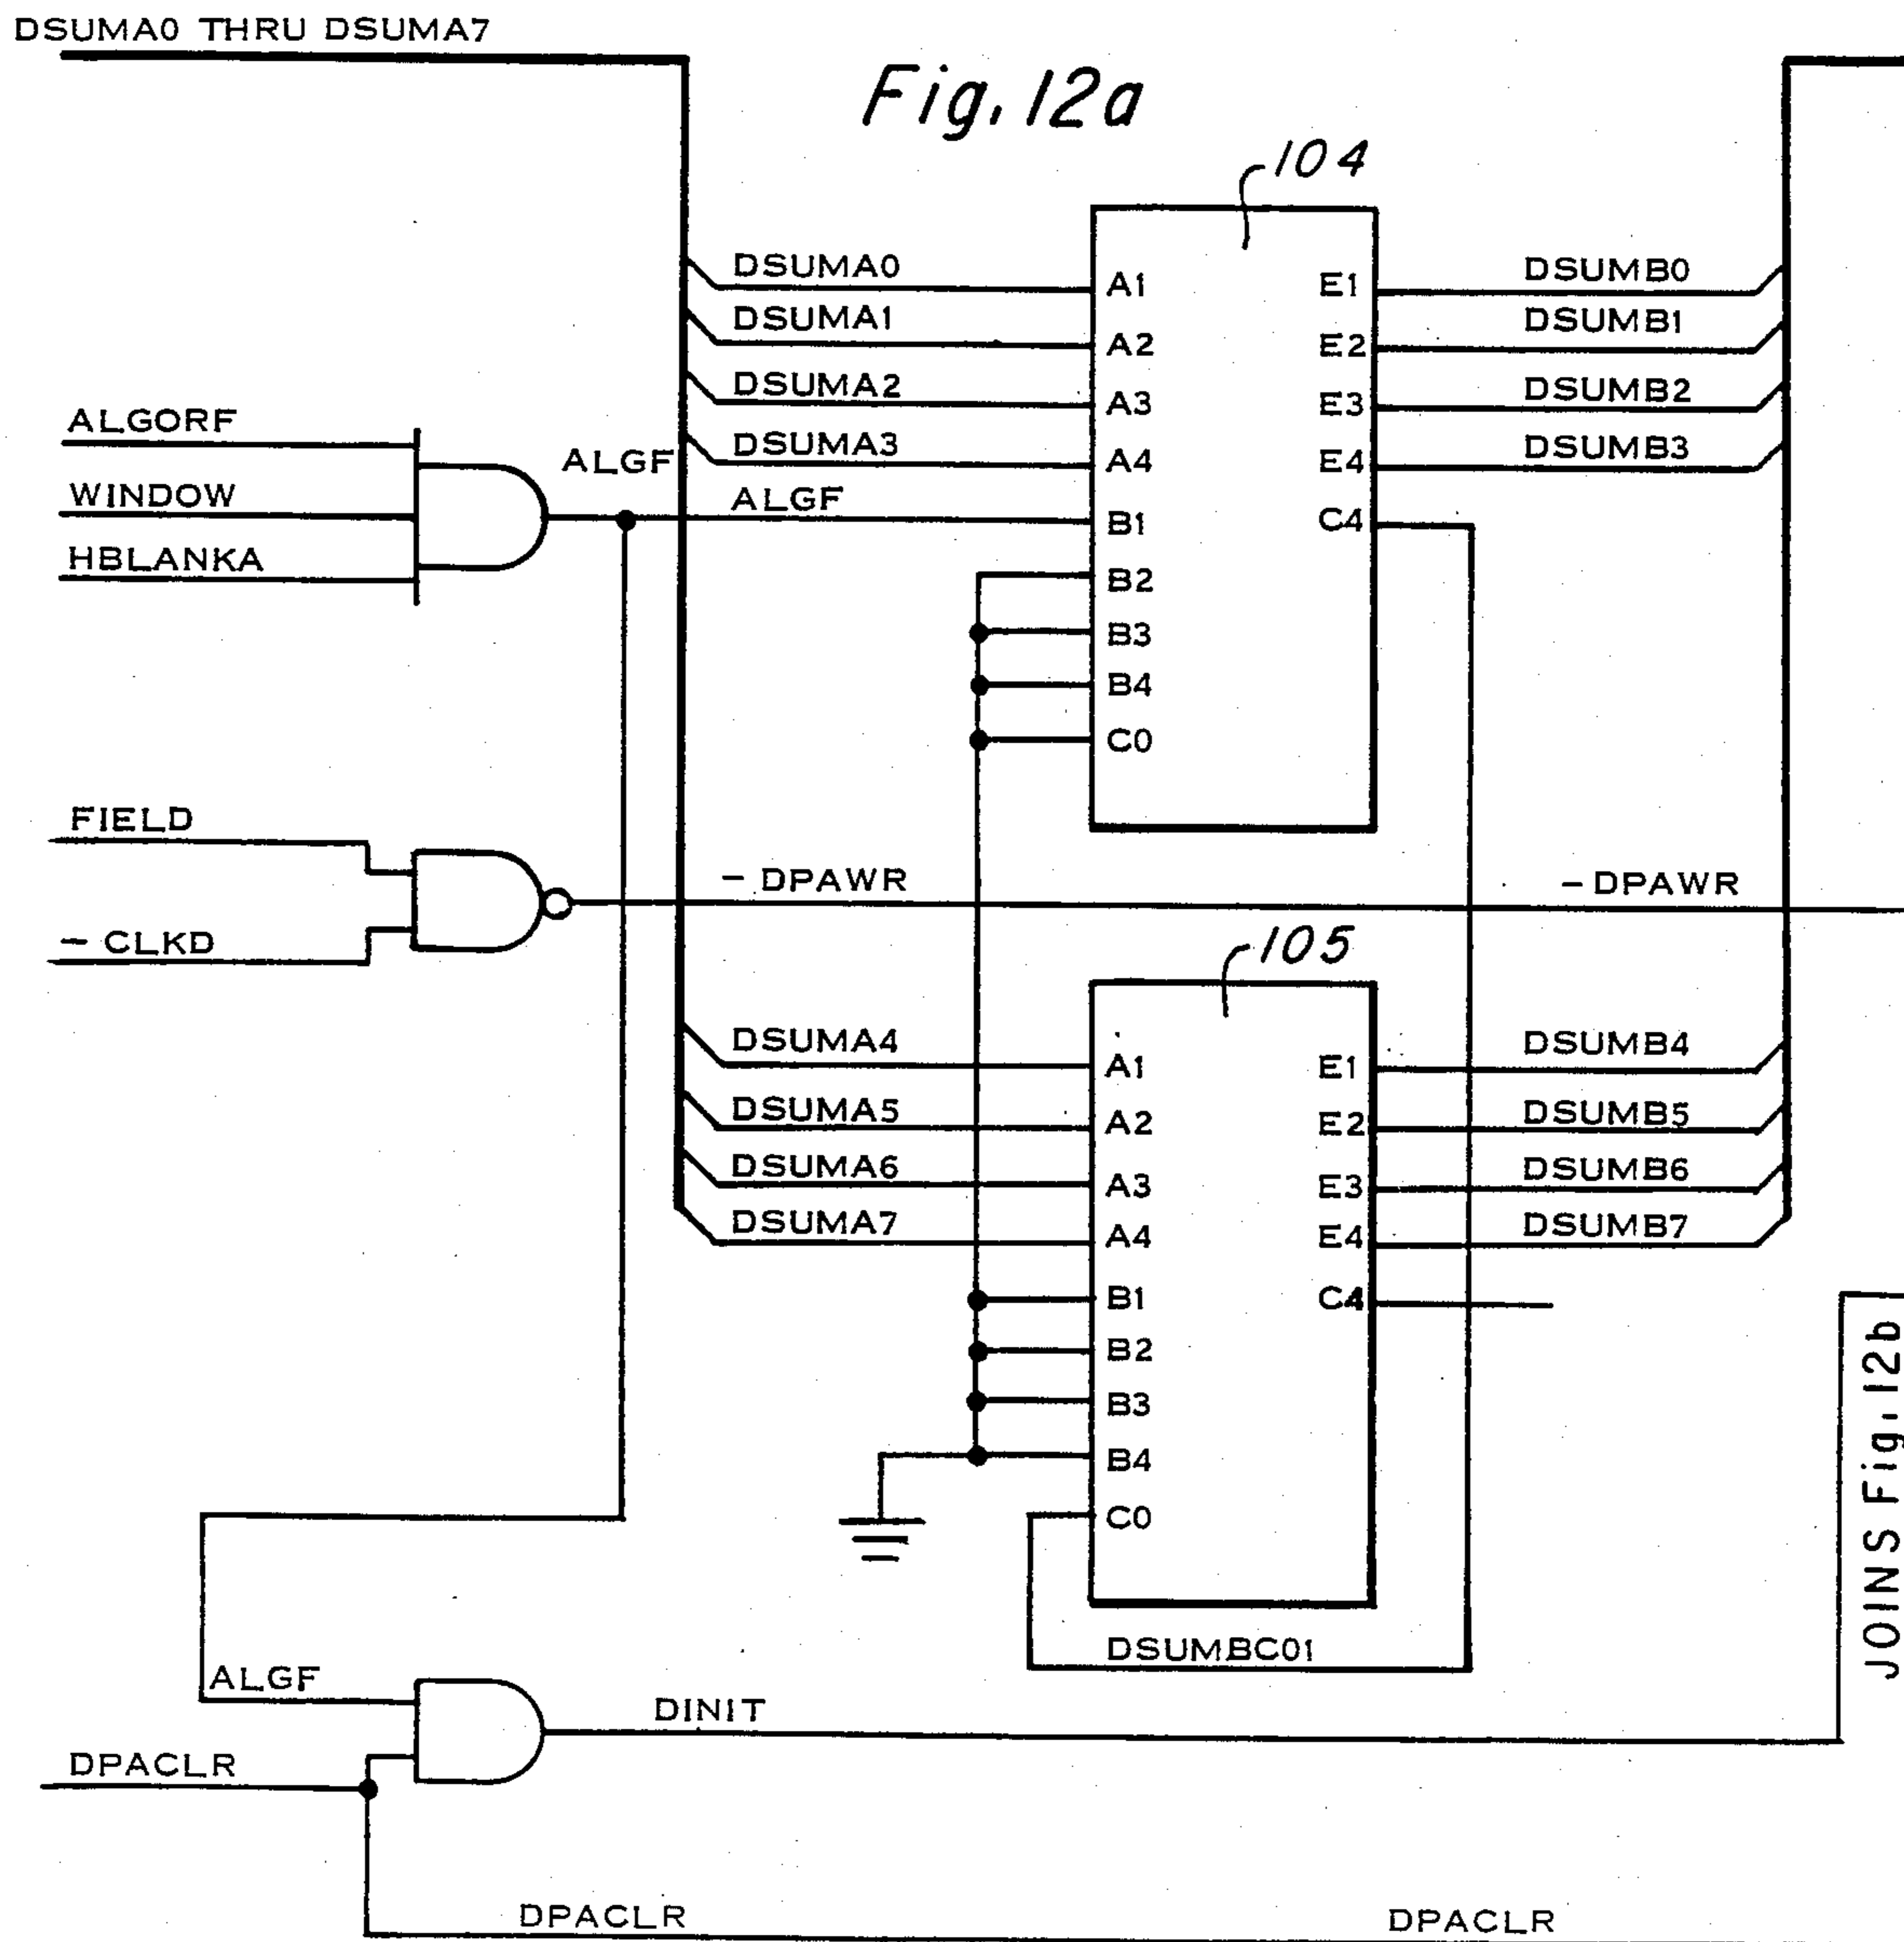 DSUMA0 THRU DSUMA7
Fig. 12a
104
DSUMA0
A1
E1
DSUMB0
DSUMA1
A2
E2
DSUMB1
DSUMA2
A3
E3
DSUMB2
DSUMA3
A4
E4
DSUMB3
ALGORF
WINDOW
HBLANKA
ALGF
ALGF
B1
C4
B2
B3
B4
C0
FIELD
- CLKD
- DPAWR
- DPAWR
105
DSUMA4
A1
E1
DSUMB4
DSUMA5
A2
E2
DSUMB5
DSUMA6
A3
E3
DSUMB6
DSUMA7
A4
E4
DSUMB7
B1
C4
B2
B3
B4
C0
DSUMBC01
JOINS Fig. 12b
ALGF
DINIT
DPACLR
DPACLR
DPACLR